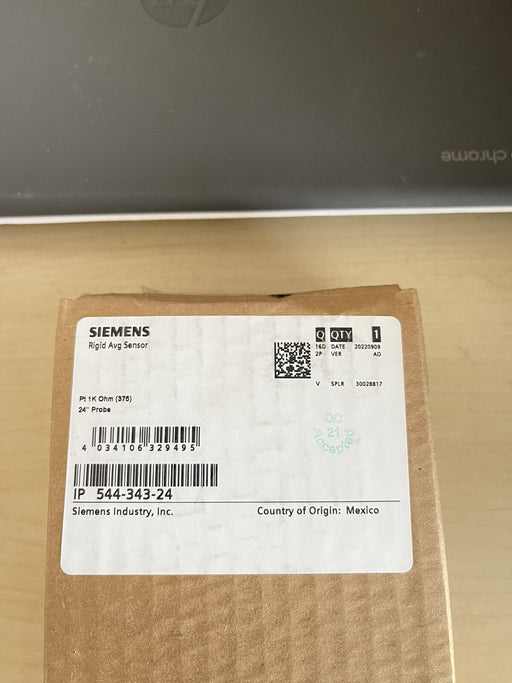 hp
chrome
SIEMENS
Rigid Avg Sensor
Q QTY 1
16D DATE 20220909
2P VER AD
V SPLR 30028817
Pt 1K Ohm (375)
24" Probe
QC
21
Accepted
4 034106 329495
IP 544-343-24
Siemens Industry, Inc. Country of Origin: Mexico